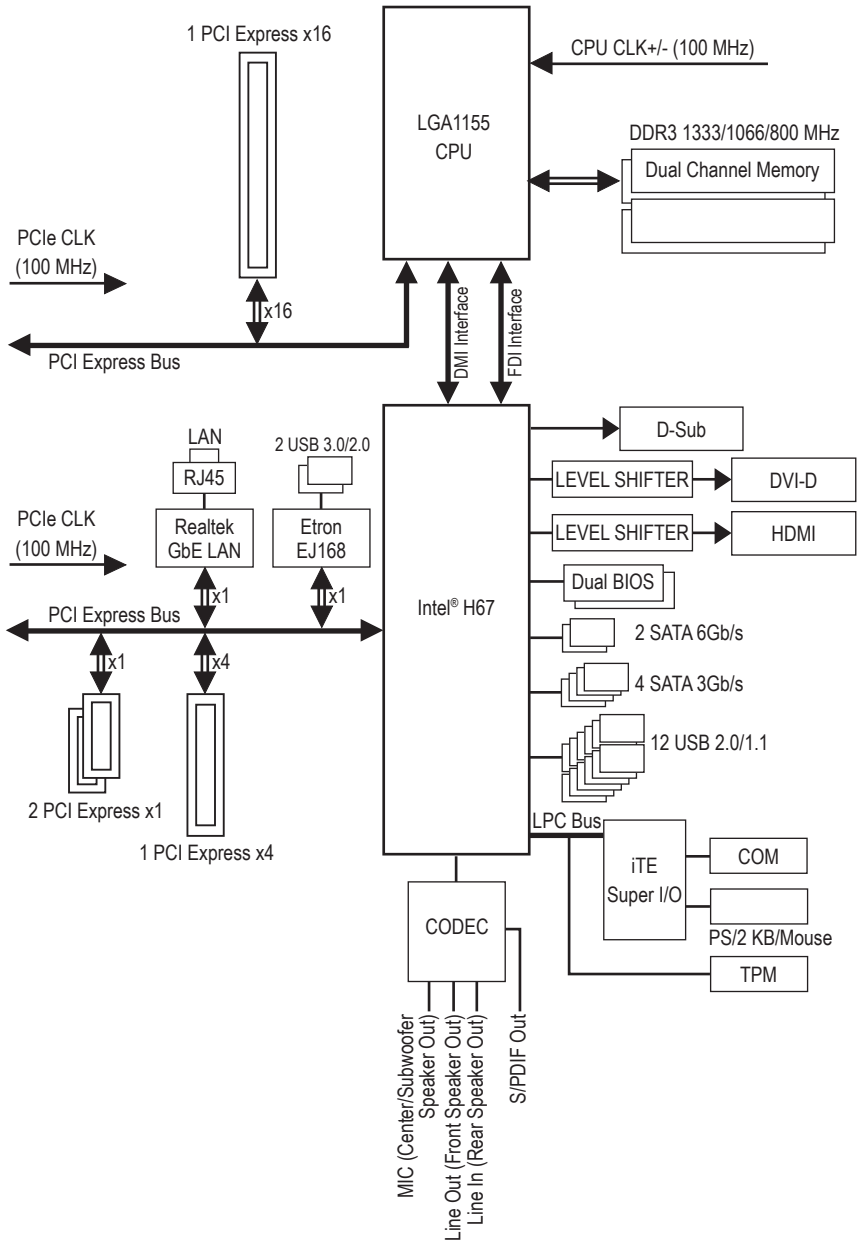 1 PCI Express x16
CPU CLK+/- (100 MHz)
LGA1155
CPU
DDR3 1333/1066/800 MHz
Dual Channel Memory
PCIe CLK
(100 MHz)
x16
PCI Express Bus
DMI Interface
FDI Interface
LAN
RJ45
2 USB 3.0/2.0
D-Sub
LEVEL SHIFTER
DVI-D
PCIe CLK
(100 MHz)
Realtek
GbE LAN
Etron
EJ168
LEVEL SHIFTER
HDMI
Intel® H67
Dual BIOS
x1
x1
PCI Express Bus
2 SATA 6Gb/s
x1
x4
4 SATA 3Gb/s
12 USB 2.0/1.1
2 PCI Express x1
1 PCI Express x4
LPC Bus
iTE
Super I/O
COM
PS/2 KB/Mouse
TPM
CODEC
MIC (Center/Subwoofer
Speaker Out)
Line Out (Front Speaker Out)
Line In (Rear Speaker Out)
S/PDIF Out